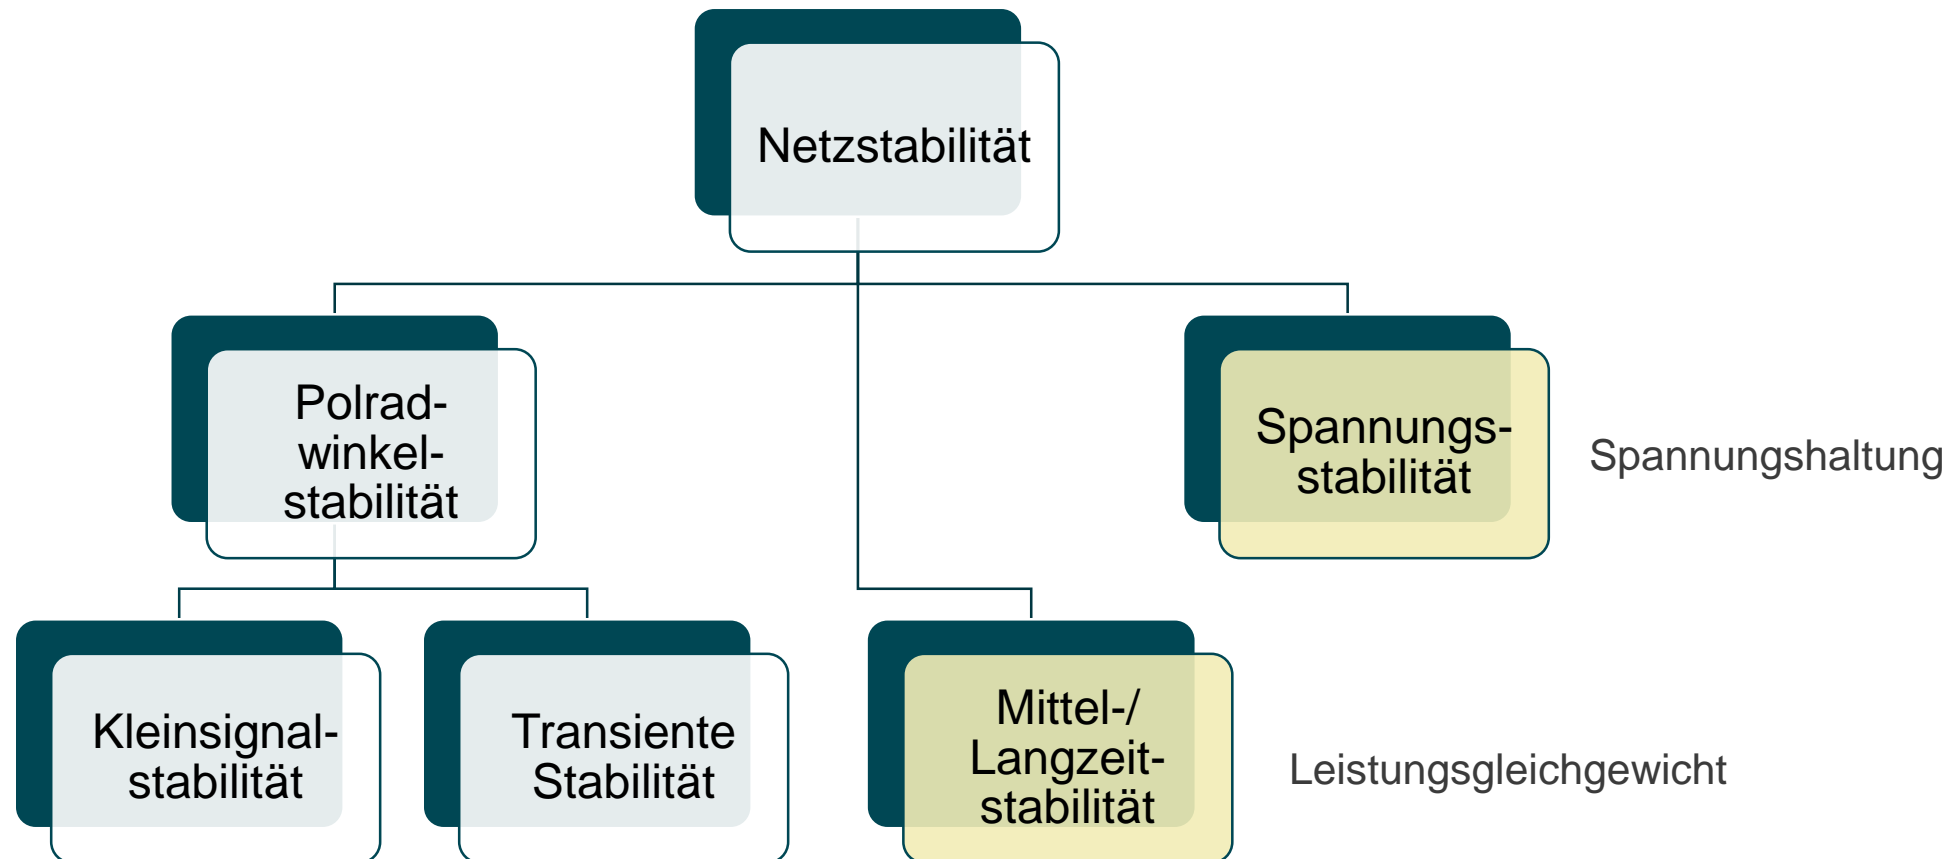 Netzstabilität
Polrad-
winkel-
stabilität
Spannungs-
stabilität
Spannungshaltung
Kleinsignal-
stabilität
Transiente
Stabilität
Mittel-/
Langzeit-
stabilität
Leistungsgleichgewicht